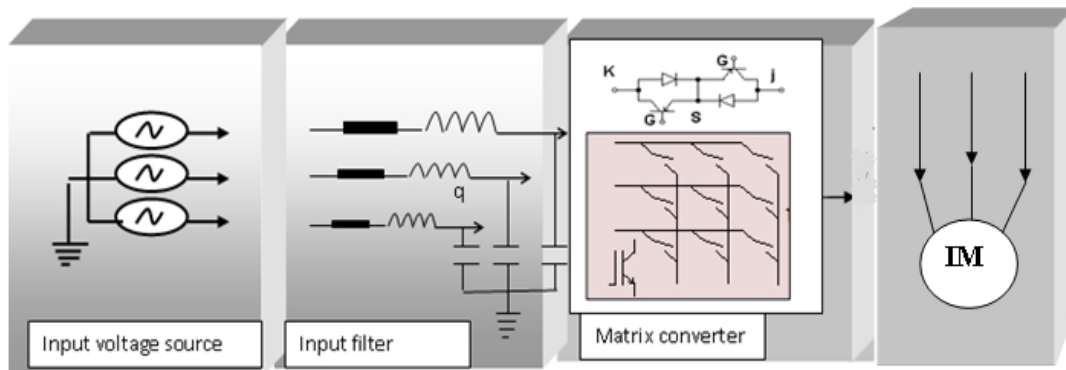 Input voltage source
q
Input filter
G
K
j
G
S
Matrix converter
IM